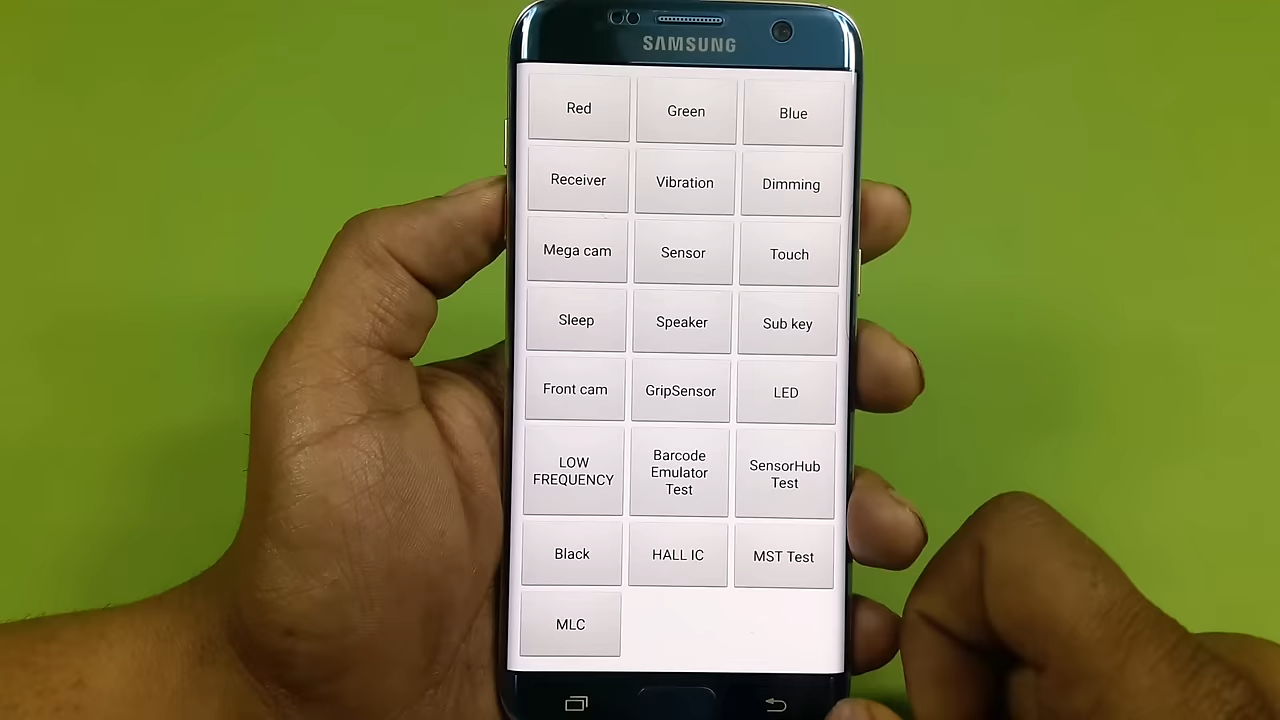 SAMSUNG
Red
Green
Blue
Receiver
Vibration
Dimming
Mega cam
Sensor
Touch
Sleep
Speaker
Sub key
Front cam
GripSensor
LED
LOW
FREQUENCY
Barcode
Emulator
Test
SensorHub
Test
Black
HALL IC
MST Test
MLC